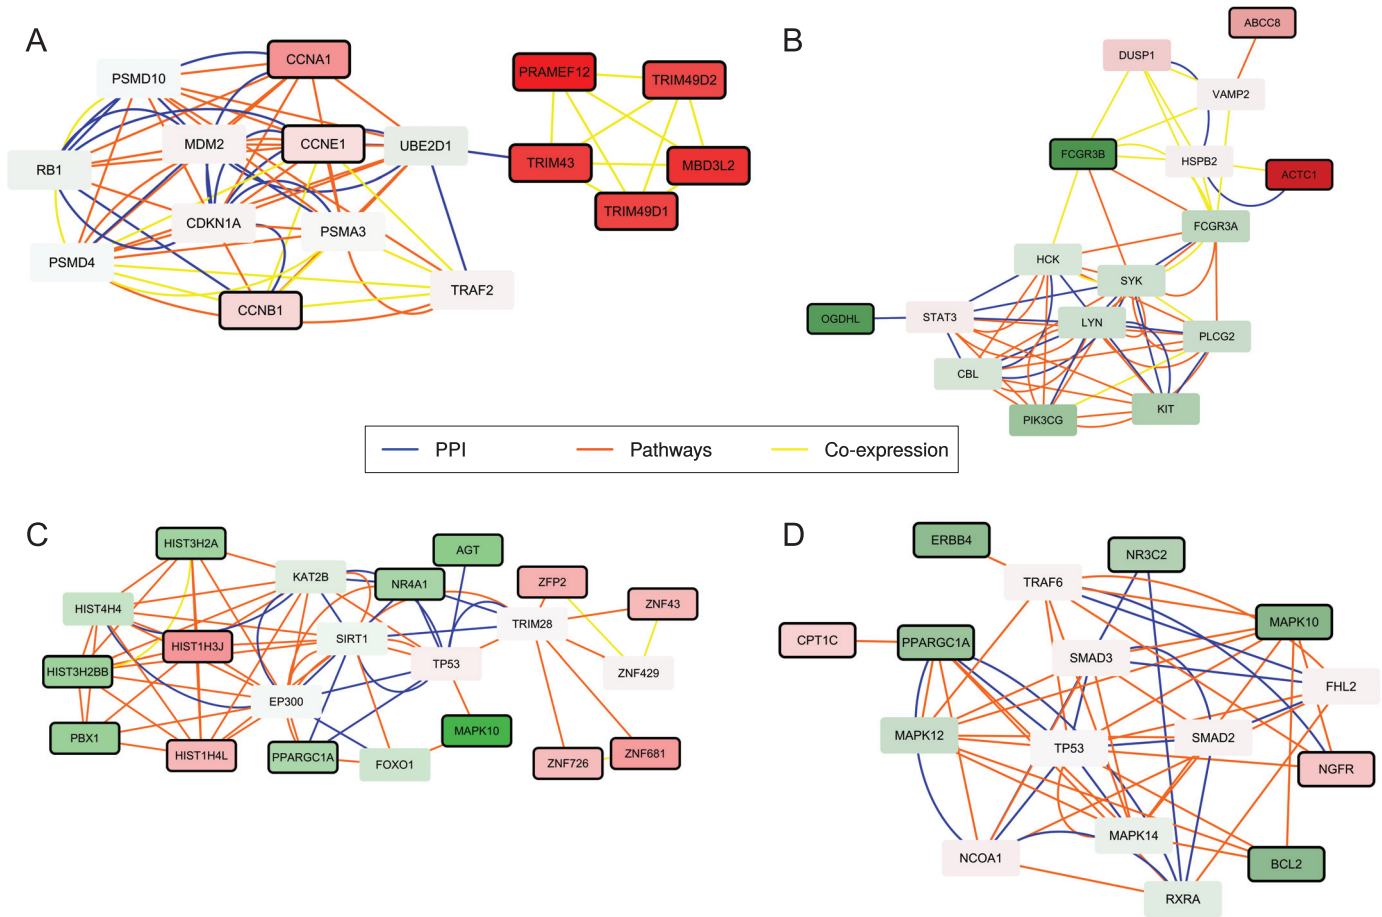 A
CCNA1
PSMD10
MDM2
CCNE1
UBE2D1
RB1
CDKN1A
PSMA3
PSMD4
TRAF2
CCNB1
PRAMEF12
TRIM49D2
TRIM43
MBD3L2
TRIM49D1
B
ABCC8
DUSP1
VAMP2
FCGR3B
HSPB2
ACTC1
FCGR3A
HCK
SYK
OGDHL
STAT3
LYN
PLCG2
CBL
PIK3CG
KIT
PPI
Pathways
Co-expression
C
HIST3H2A
AGT
KAT2B
NR4A1
ZFP2
ZNF43
HIST4H4
TRIM28
HIST1H3J
SIRT1
TP53
ZNF429
HIST3H2BB
EP300
PBX1
MAPK10
HIST1H4L
PPARGC1A
FOXO1
ZNF726
ZNF681
D
ERBB4
NR3C2
TRAF6
MAPK10
CPT1C
PPARGC1A
SMAD3
FHL2
MAPK12
TP53
SMAD2
NGFR
MAPK14
NCOA1
BCL2
RXRA